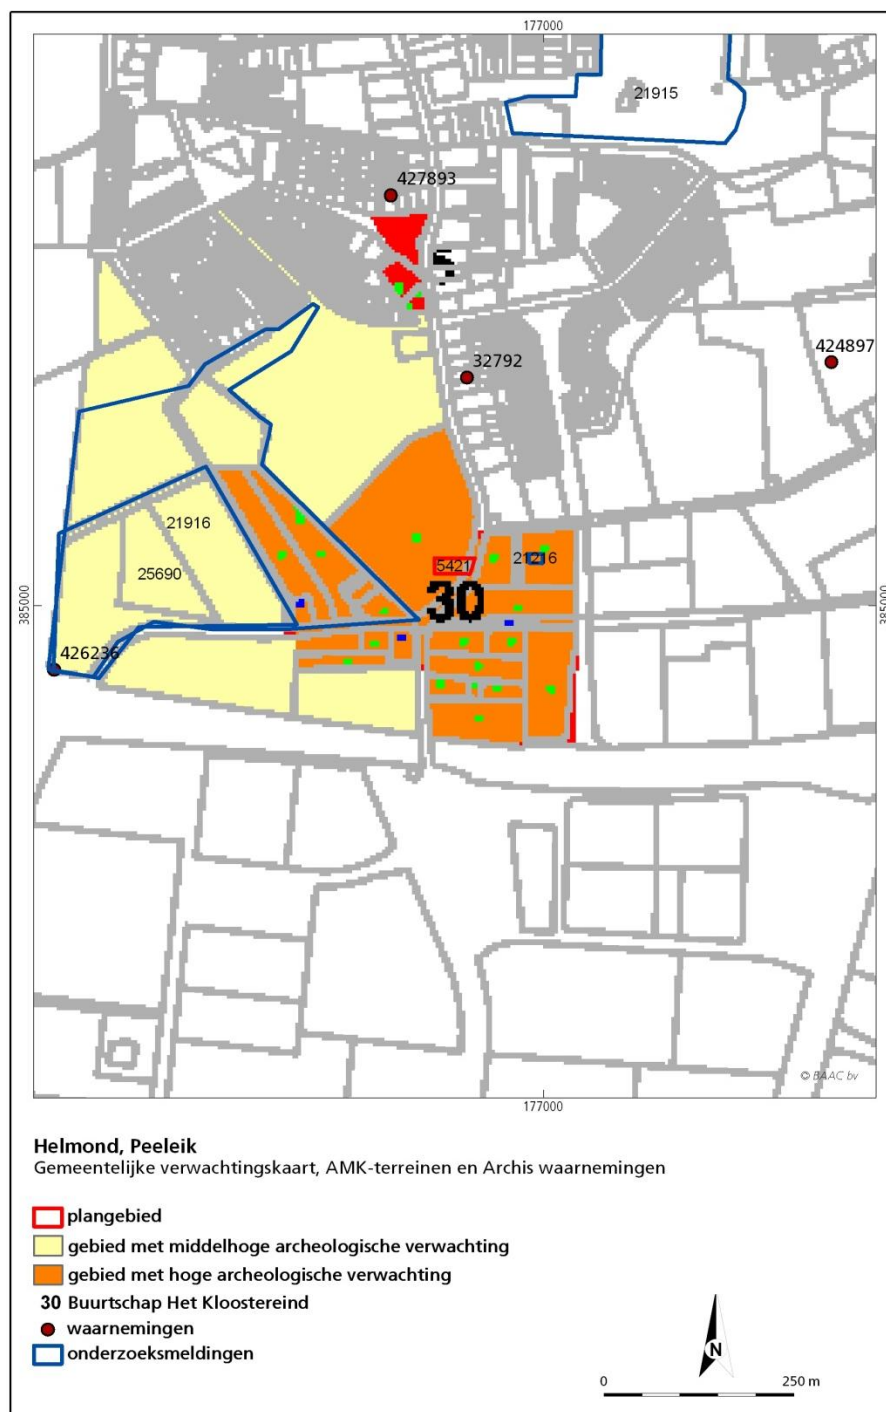 177000
21915
427893
32792
424897
21916
5421
21216
25690
30
385000
385000
426236
© BAAC bv
177000
Helmond, Peeleik
Gemeentelijke verwachtingskaart, AMK-terreinen en Archis waarnemingen
plangebied
gebied met middelhoge archeologische verwachting
gebied met hoge archeologische verwachting
30 Buurtschap Het Kloostereind
waarnemingen
onderzoeksmeldingen
N
0 250 m